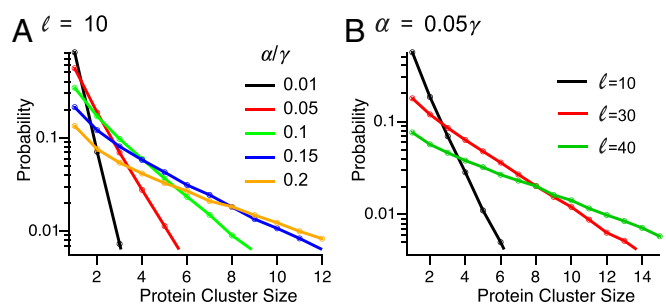 A ℓ = 10
α/γ
0.01
0.05
0.1
0.15
0.2
Probability
0.1
0.01
2 4 6 8 10 12
Protein Cluster Size
B α = 0.05γ
ℓ=10
ℓ=30
ℓ=40
Probability
0.1
0.01
2 4 6 8 10 12 14
Protein Cluster Size